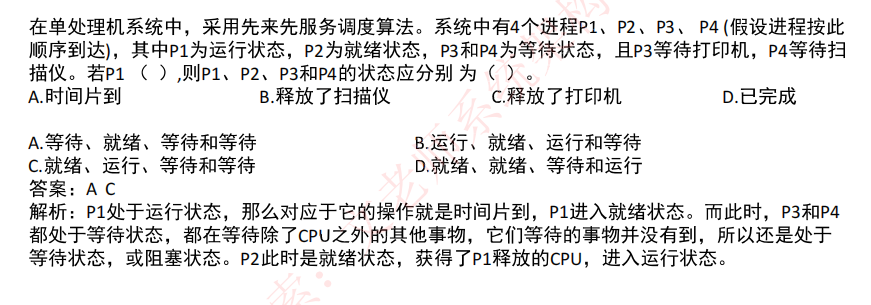 在单处理机系统中，采用先来先服务调度算法。系统中有4个进程P1、P2、P3、 P4 (假设进程按此
顺序到达)，其中P1为运行状态，P2为就绪状态，P3和P4为等待状态，且P3等待打印机，P4等待扫
描仪。若P1 （ ）,则P1、P2、P3和P4的状态应分别 为（ ）。
A.时间片到 B.释放了扫描仪 C.释放了打印机 D.已完成
A.等待、就绪、等待和等待 B.运行、就绪、运行和等待
C.就绪、运行、等待和等待 D.就绪、就绪、等待和运行
答案：A C
解析：P1处于运行状态，那么对应于它的操作就是时间片到，P1进入就绪状态。而此时，P3和P4
都处于等待状态，都在等待除了CPU之外的其他事物，它们等待的事物并没有到，所以还是处于
等待状态，或阻塞状态。P2此时是就绪状态，获得了P1释放的CPU，进入运行状态。